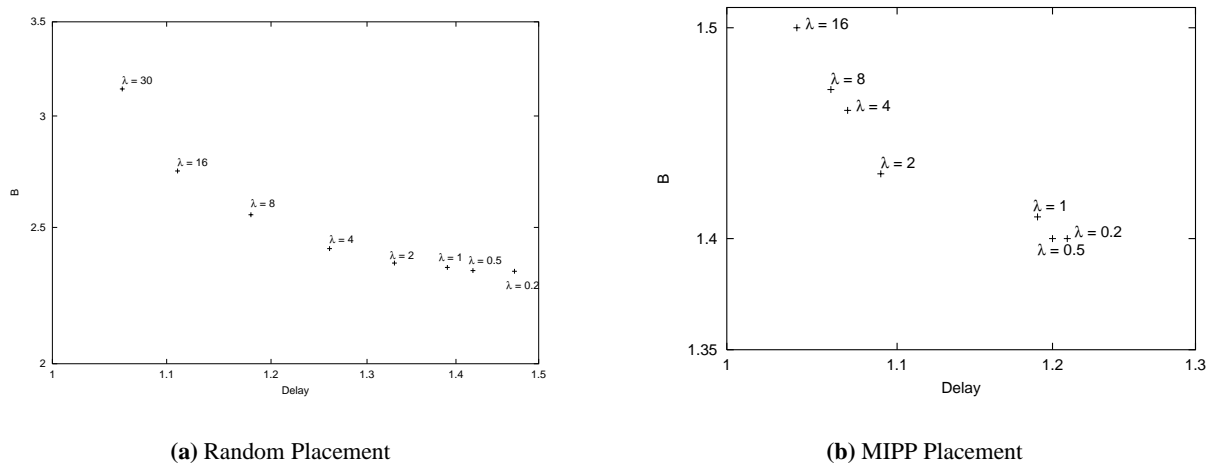 3.5
3
2.5
2
B
λ = 30
λ = 16
λ = 8
λ = 4
λ = 2
λ = 1
λ = 0.5
λ = 0.2
1
1.1
1.2
1.3
1.4
1.5
Delay
(a) Random Placement
1.5
1.4
1.35
B
λ = 16
λ = 8
λ = 4
λ = 2
λ = 1
λ = 0.2
λ = 0.5
1
1.1
1.2
1.3
Delay
(b) MIPP Placement